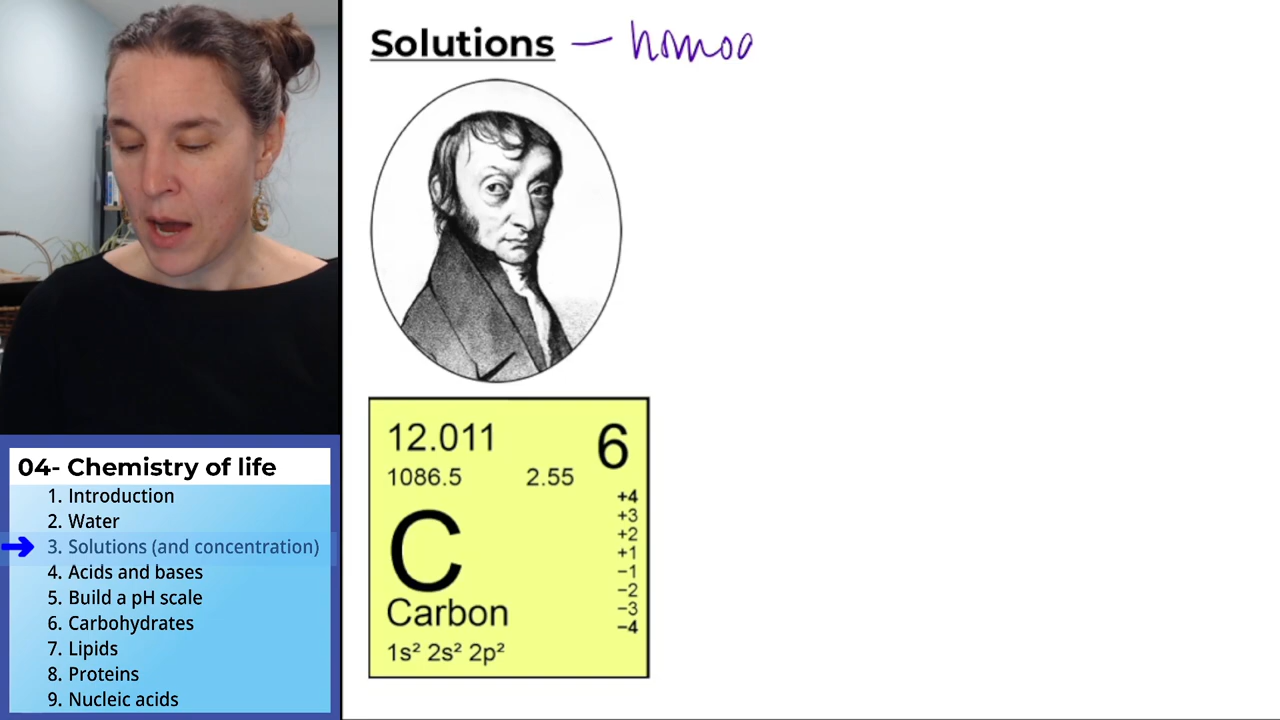 Solutions — homog
12.011 6
1086.5 2.55
+4
+3
+2
+1
−1
−2
−3
−4
C
Carbon
1s² 2s² 2p²
04- Chemistry of life
1. Introduction
2. Water
3. Solutions (and concentration)
4. Acids and bases
5. Build a pH scale
6. Carbohydrates
7. Lipids
8. Proteins
9. Nucleic acids